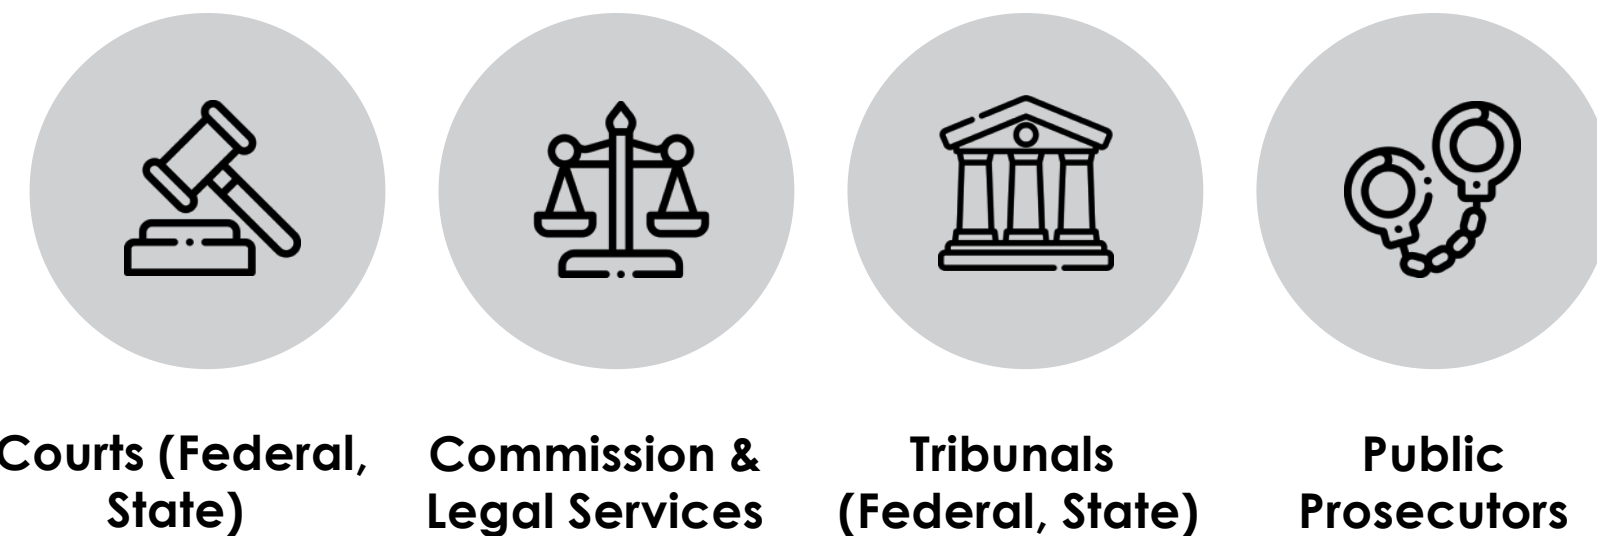 Courts (Federal,
State)
Commission &
Legal Services
Tribunals
(Federal, State)
Public
Prosecutors